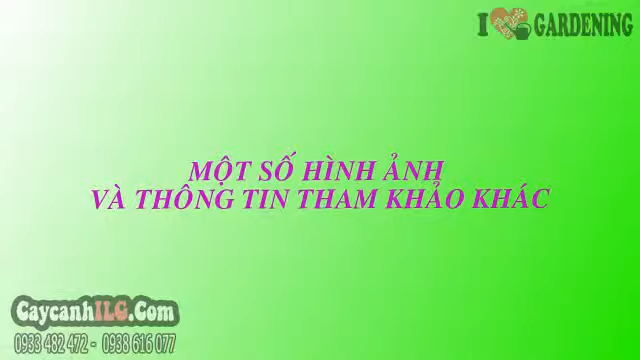 I GARDENING
MỘT SỐ HÌNH ẢNH
VÀ THÔNG TIN THAM KHẢO KHÁC
CaycanhILG.Com
0933 482 472 - 0938 616 077